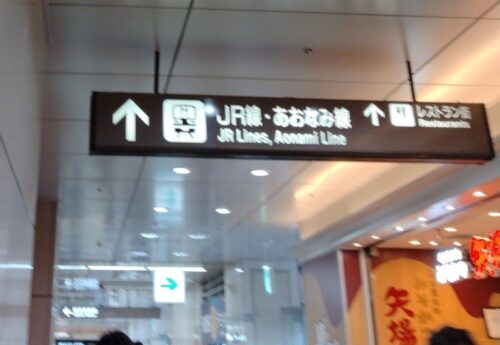 JR線・あおなみ線
JR Lines, Aonami Line
レストラン街
Restaurants
矢場